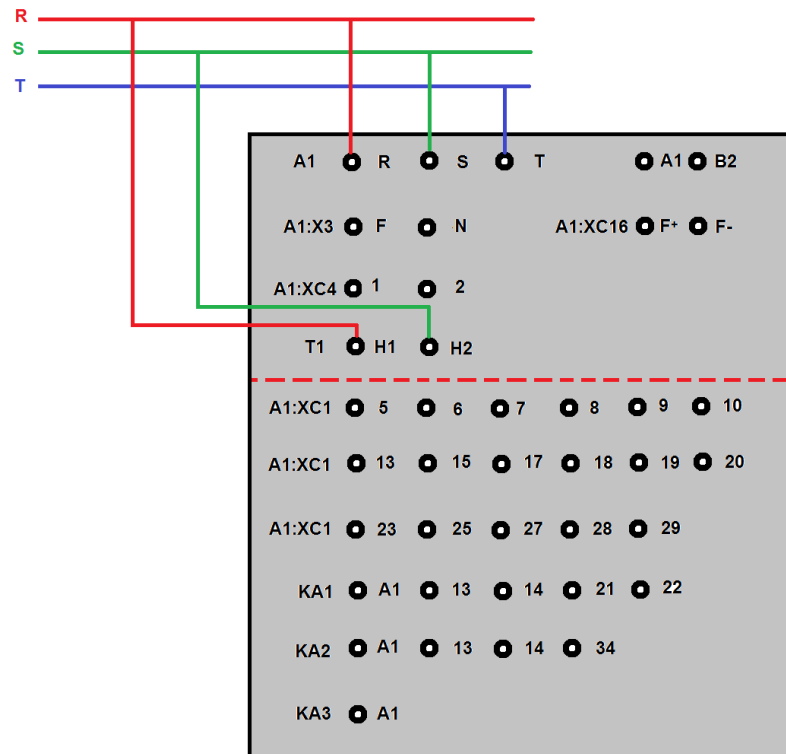 R
S
T
A1 R S T A1 B2
A1:X3 F N A1:XC16 F+ F-
A1:XC4 1 2
T1 H1 H2
A1:XC1 5 6 7 8 9 10
A1:XC1 13 15 17 18 19 20
A1:XC1 23 25 27 28 29
KA1 A1 13 14 21 22
KA2 A1 13 14 34
KA3 A1